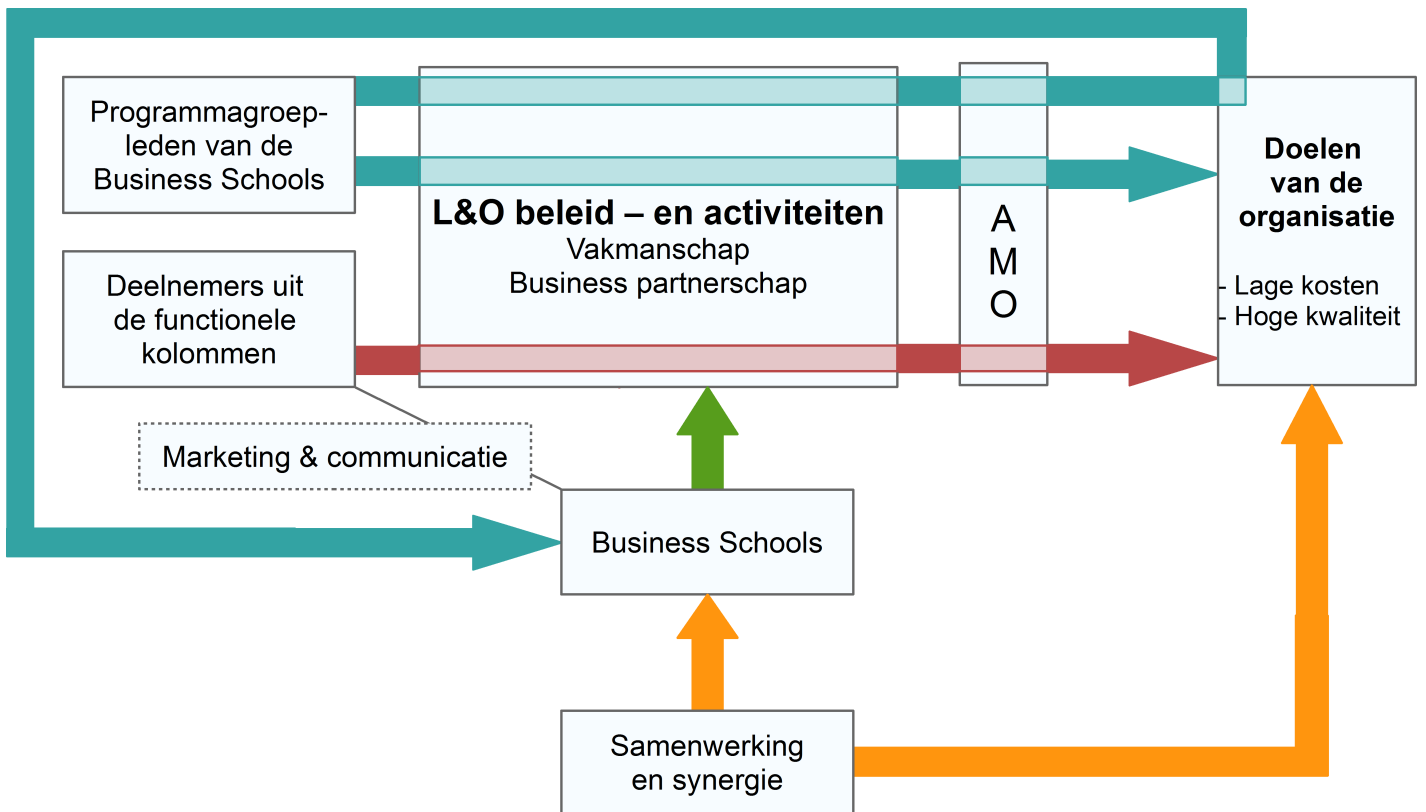 Programmagroep-
leden van de
Business Schools
L&O beleid – en activiteiten
Vakmanschap
Business partnerschap
A
M
O
Doelen
van de
organisatie
- Lage kosten
- Hoge kwaliteit
Deelnemers uit
de functionele
kolommen
Marketing & communicatie
Business Schools
Samenwerking
en synergie